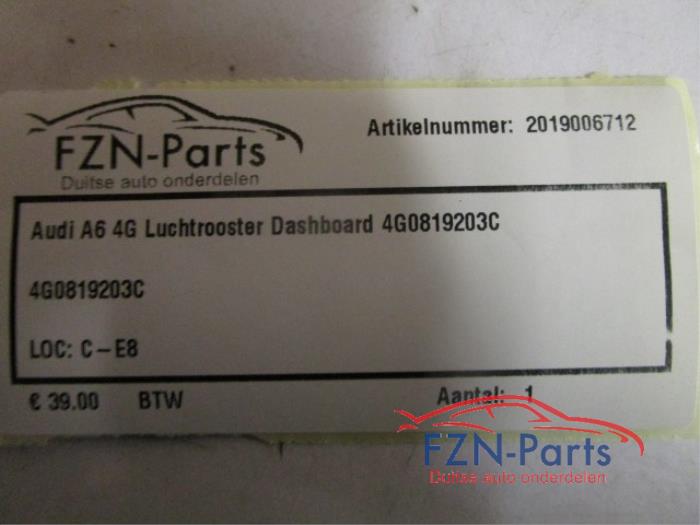 FZN-Parts
Duitse auto onderdelen
Artikelnummer: 2019006712
Audi A6 4G Luchtrooster Dashboard 4G0819203C
4G0819203C
LOC: C-E8
€ 39.00 BTW Aantal: 1
FZN-Parts
Duitse auto onderdelen